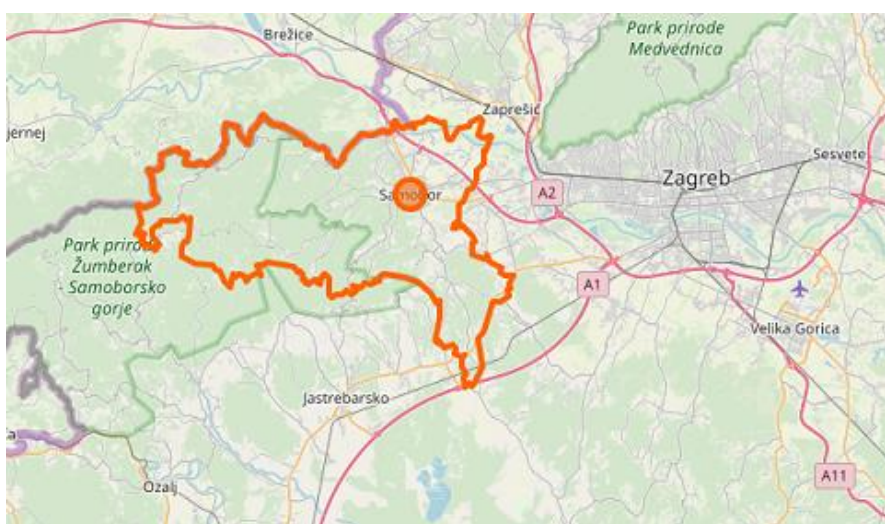 Park prirode
Medvednica
Brežice
Zaprešić
jernej
Sesvete
Zagreb
A2
Samobor
Park prirode
Žumberak
- Samoborsko
gorje
A1
Velika Gorica
Jastrebarsko
a
A11
Ozalj